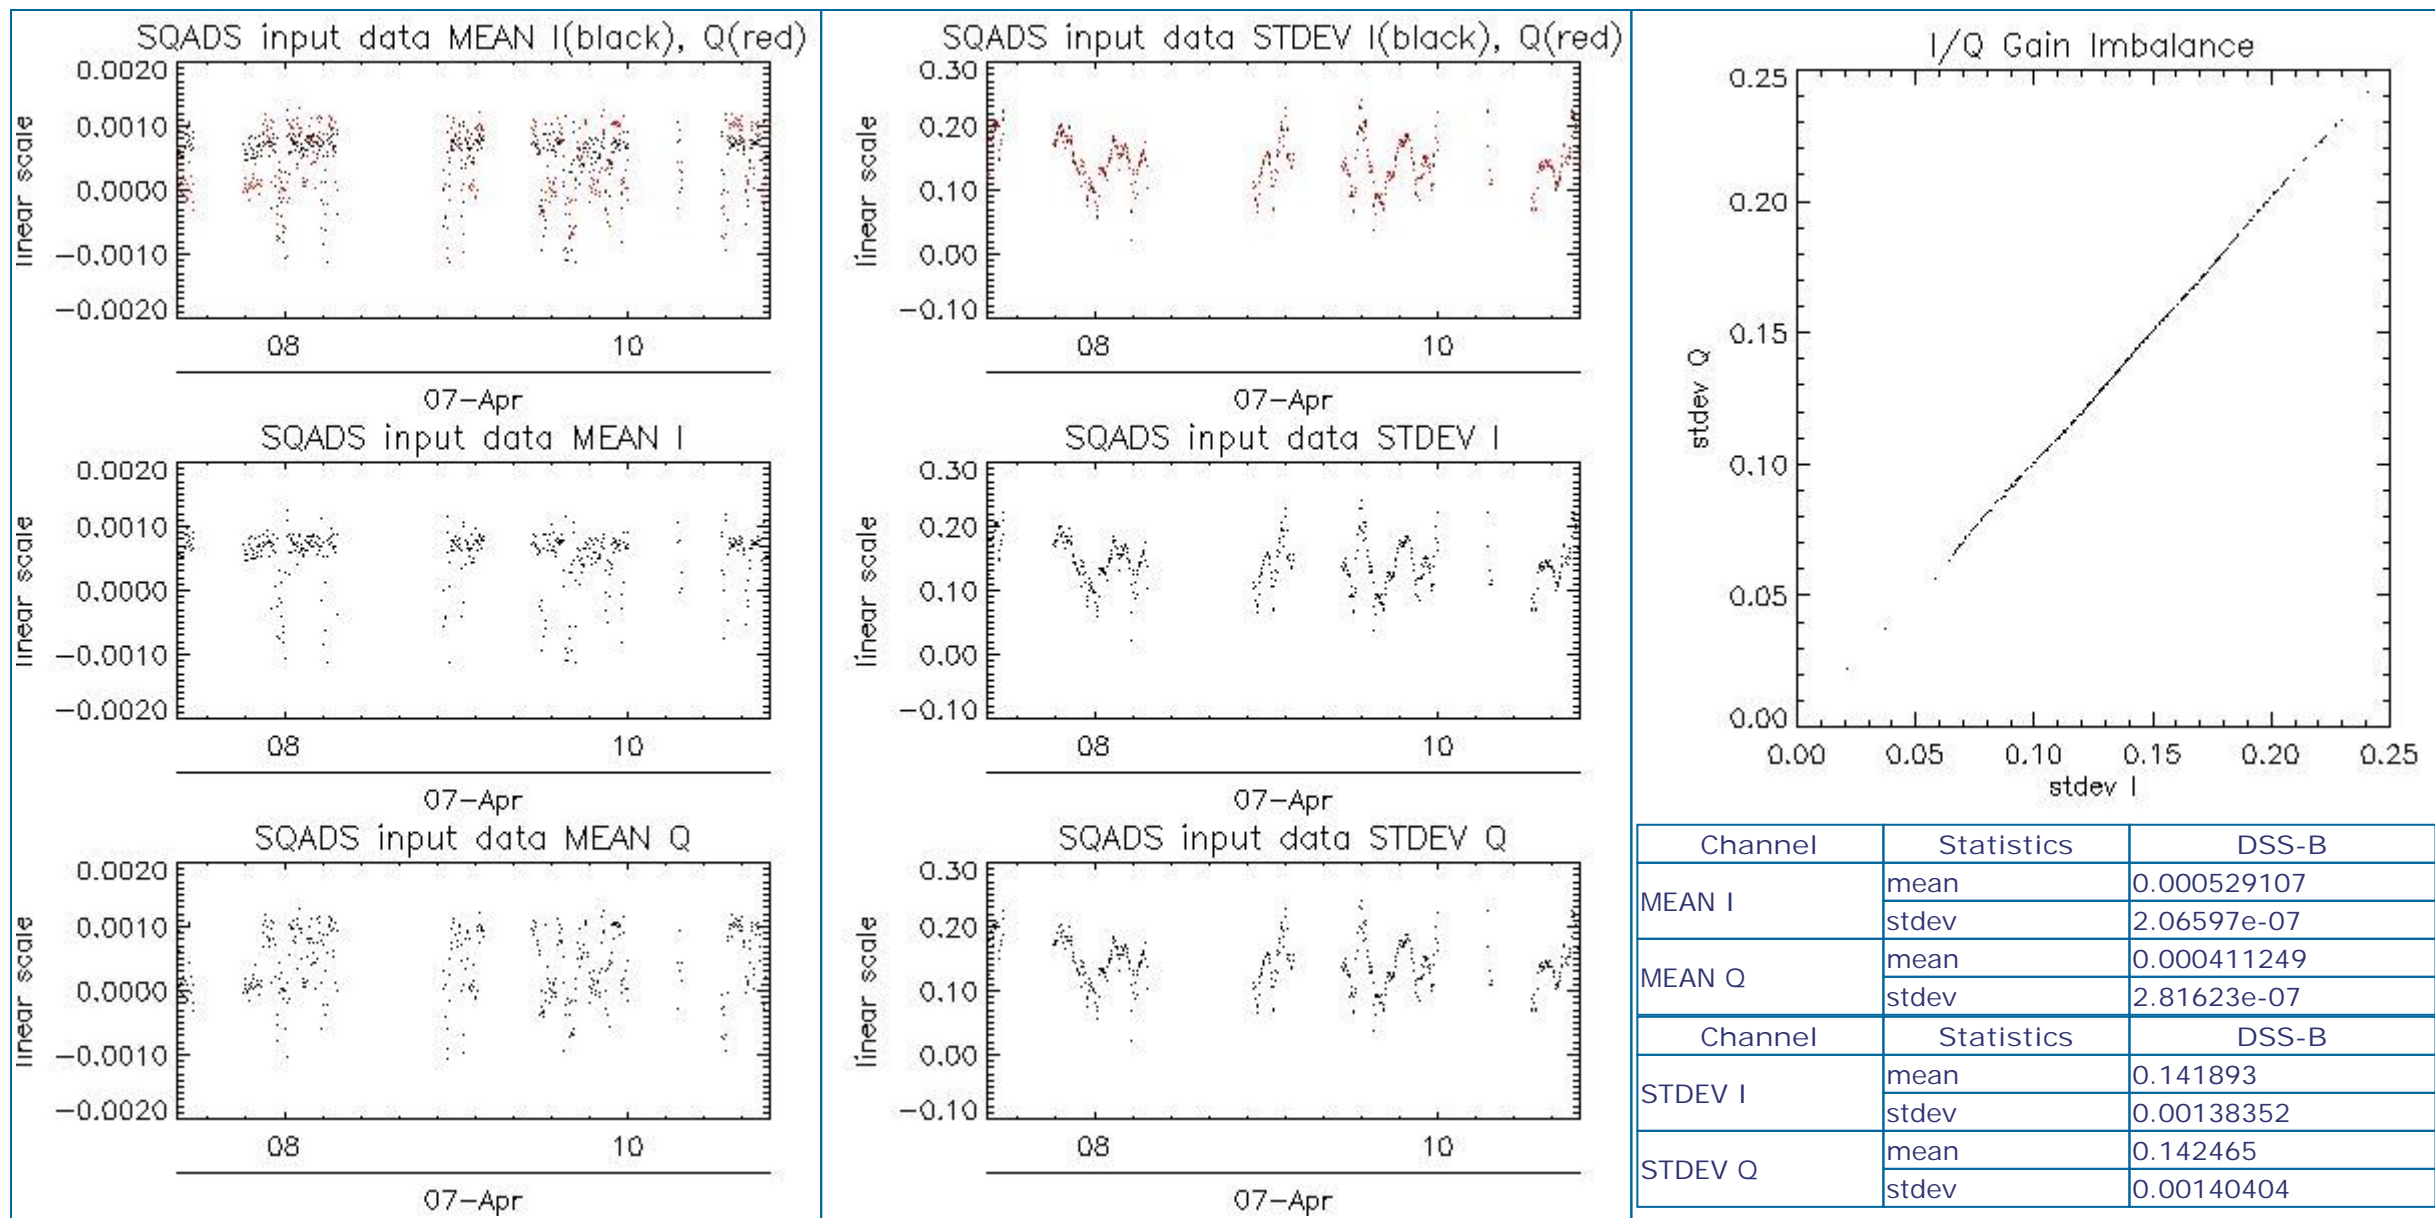 SQADS input data MEAN I(black), Q(red)
0.0020
0.0010
0.0000
−0.0010
−0.0020
linear scale
08 10
07−Apr
SQADS input data MEAN I
0.0020
0.0010
0.0000
−0.0010
−0.0020
linear scale
08 10
07−Apr
SQADS input data MEAN Q
0.0020
0.0010
0.0000
−0.0010
−0.0020
linear scale
08 10
07−Apr
SQADS input data STDEV I(black), Q(red)
0.30
0.20
0.10
0.00
−0.10
linear scale
08 10
07−Apr
SQADS input data STDEV I
0.30
0.20
0.10
0.00
−0.10
linear scale
08 10
07−Apr
SQADS input data STDEV Q
0.30
0.20
0.10
0.00
−0.10
linear scale
08 10
07−Apr
I/Q Gain Imbalance
0.25
0.20
0.15
0.10
0.05
0.00
stdev Q
0.00 0.05 0.10 0.15 0.20 0.25
stdev I
Channel Statistics DSS-B
MEAN I mean 0.000529107
stdev 2.06597e-07
MEAN Q mean 0.000411249
stdev 2.81623e-07
Channel Statistics DSS-B
STDEV I mean 0.141893
stdev 0.00138352
STDEV Q mean 0.142465
stdev 0.00140404